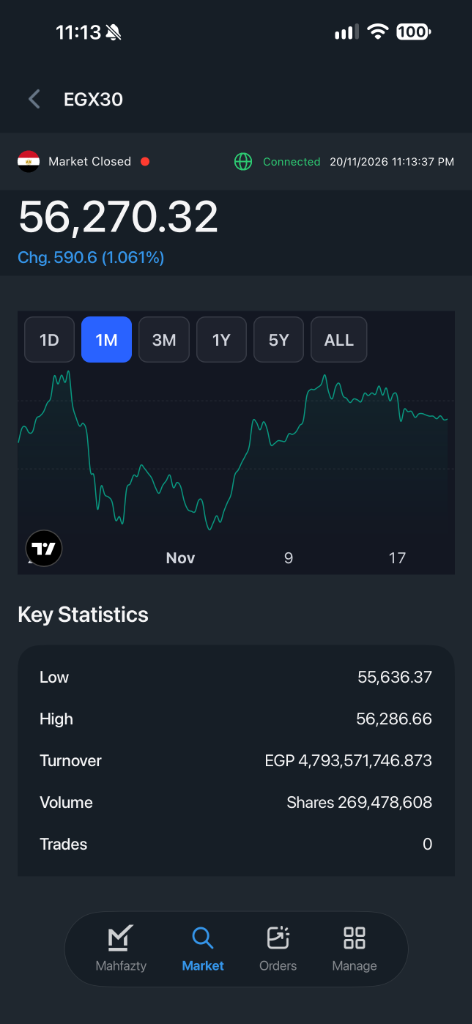 11:13
100
EGX30
Market Closed
Connected 20/11/2026 11:13:37 PM
56,270.32
Chg. 590.6 (1.061%)
1D 1M 3M 1Y 5Y ALL
Nov 9 17
Key Statistics
Low 55,636.37
High 56,286.66
Turnover EGP 4,793,571,746.873
Volume Shares 269,478,608
Trades 0
Mahfazty Market Orders Manage